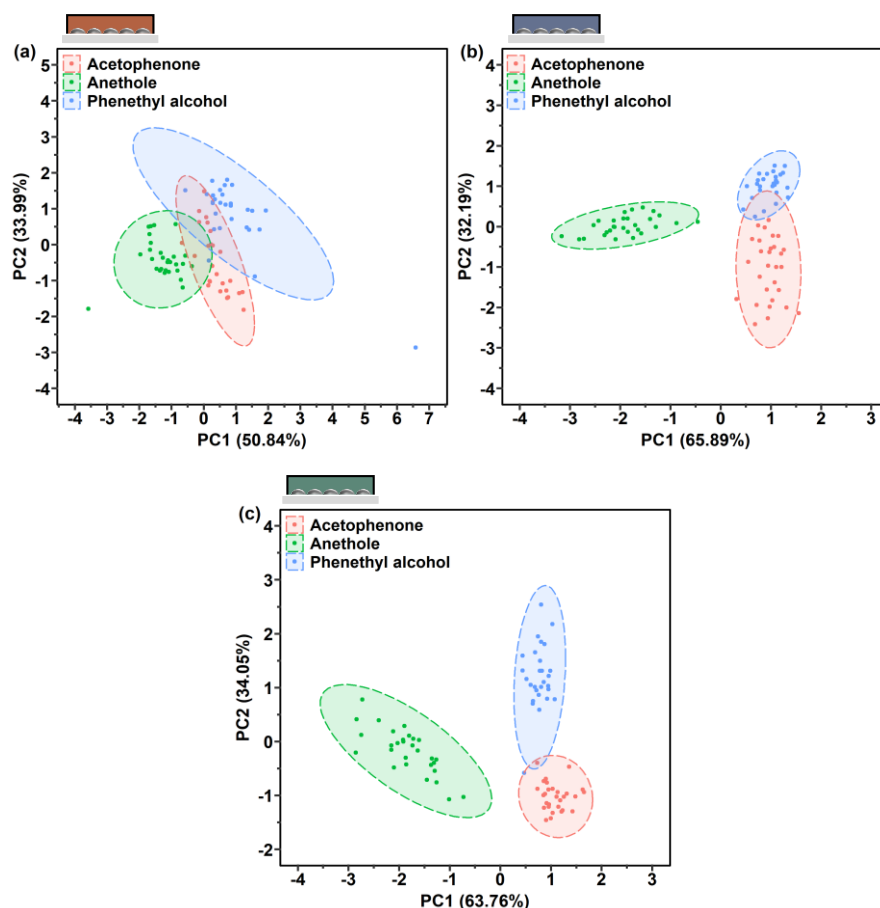 (a)
Acetophenone
Anethole
Phenethyl alcohol
5
4
3
2
1
0
-1
-2
-3
-4
PC2 (33.99%)
-4 -3 -2 -1 0 1 2 3 4 5 6 7
PC1 (50.84%)
(b)
Acetophenone
Anethole
Phenethyl alcohol
4
3
2
1
0
-1
-2
-3
-4
PC2 (32.19%)
-4 -3 -2 -1 0 1 2 3
PC1 (65.89%)
(c)
Acetophenone
Anethole
Phenethyl alcohol
4
3
2
1
0
-1
-2
PC2 (34.05%)
-4 -3 -2 -1 0 1 2 3
PC1 (63.76%)